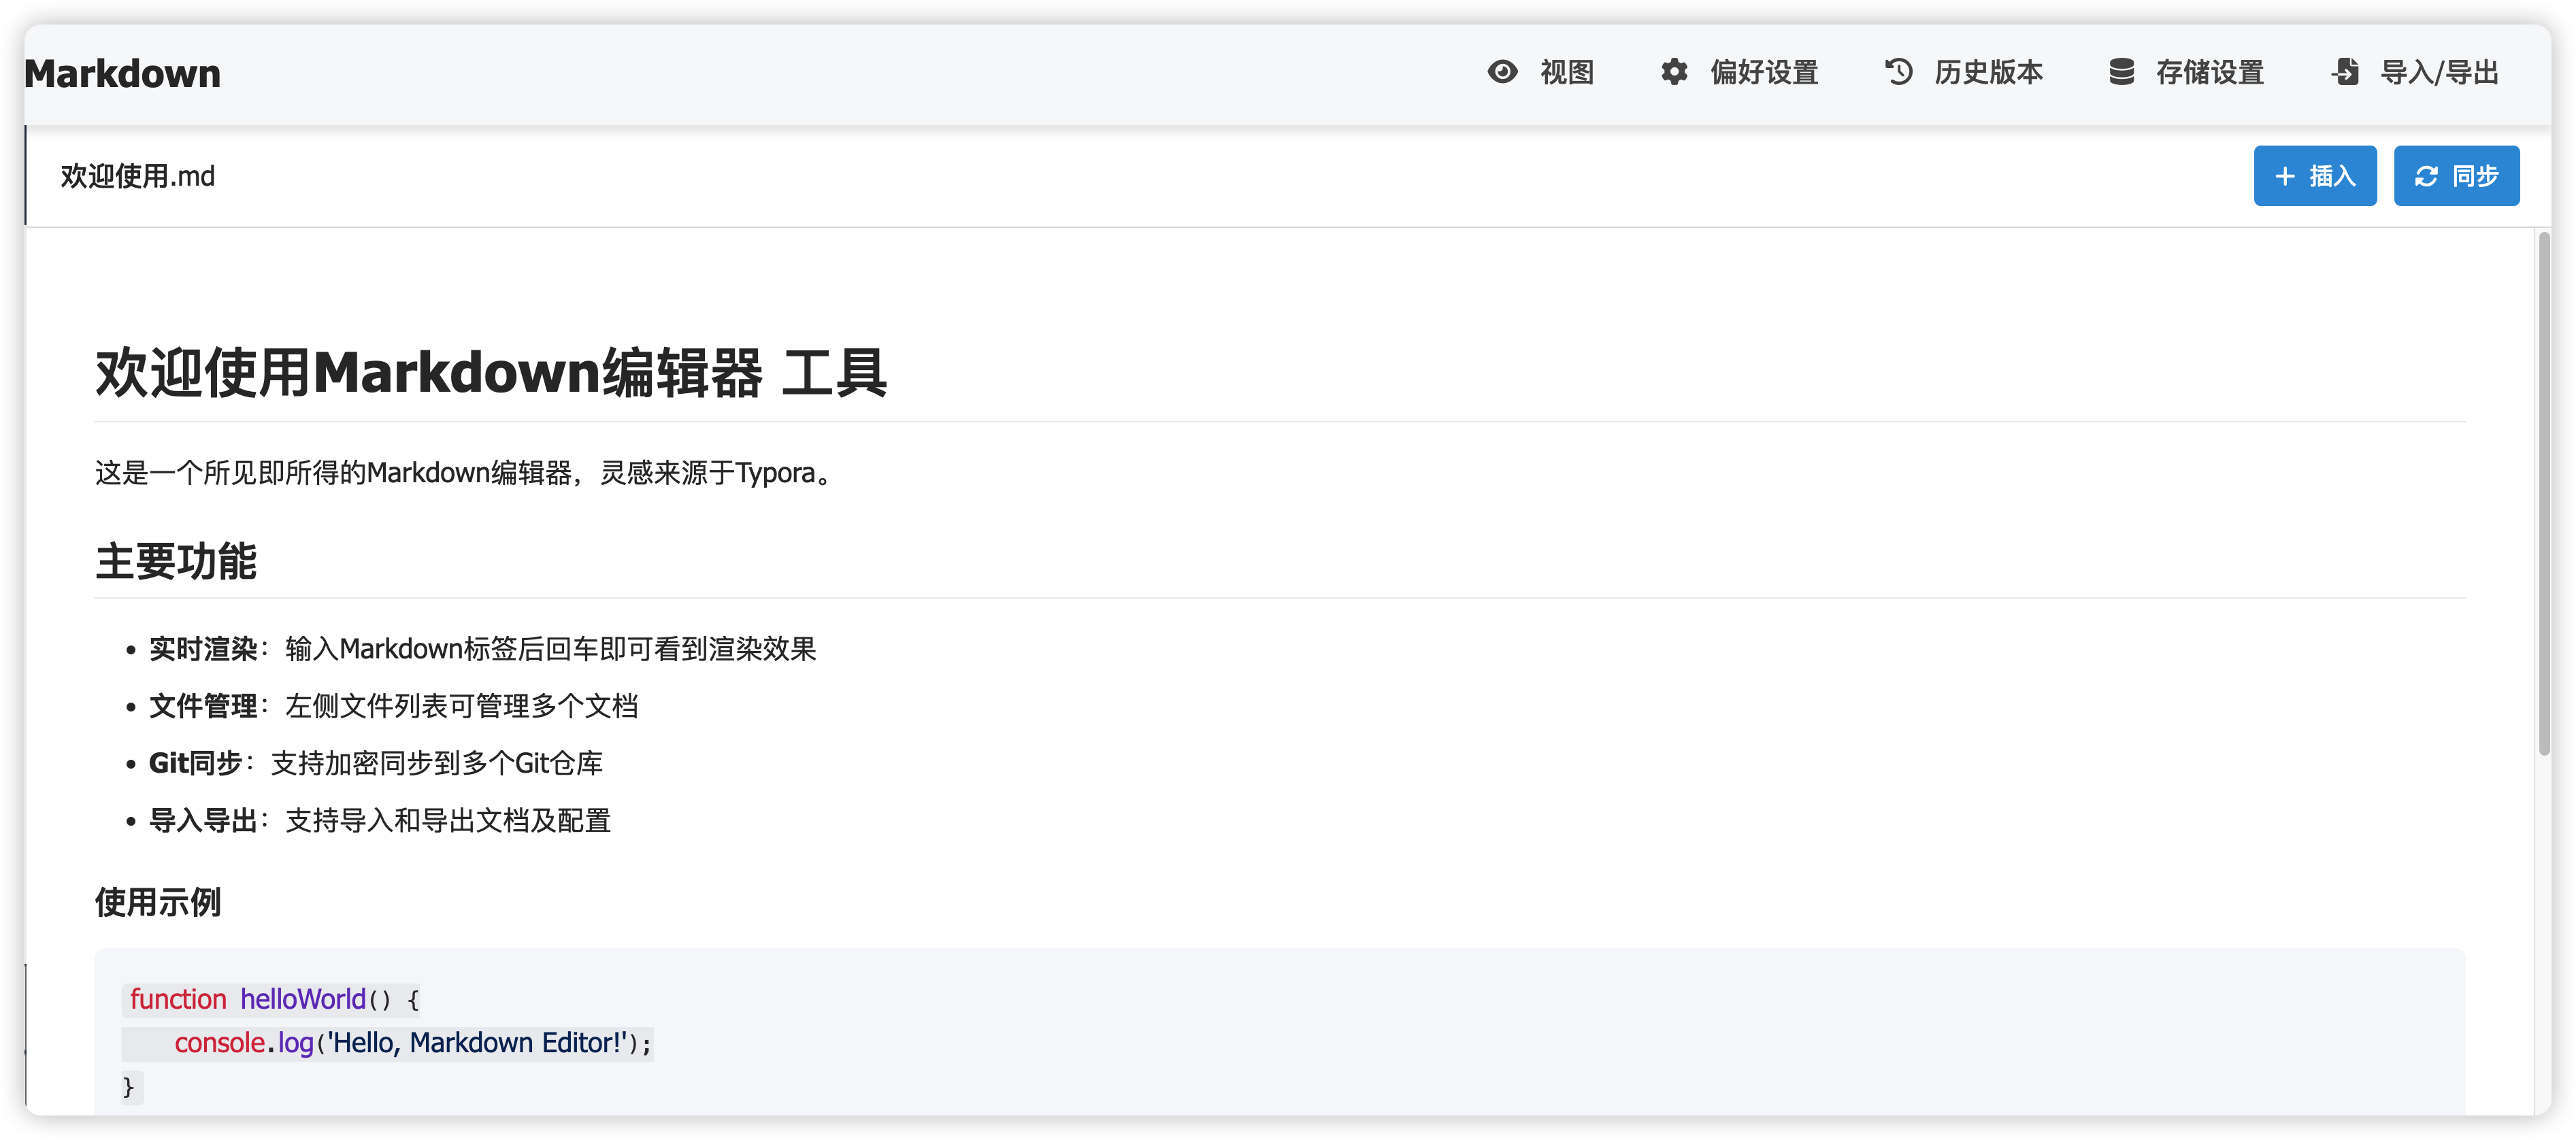 Markdown
视图 偏好设置 历史版本 存储设置 导入/导出
欢迎使用.md
插入 同步
欢迎使用Markdown编辑器 工具
这是一个所见即所得的Markdown编辑器，灵感来源于Typora。
主要功能
• 实时渲染：输入Markdown标签后回车即可看到渲染效果
• 文件管理：左侧文件列表可管理多个文档
• Git同步：支持加密同步到多个Git仓库
• 导入导出：支持导入和导出文档及配置
使用示例
function helloWorld() {
    console.log('Hello, Markdown Editor!');
}